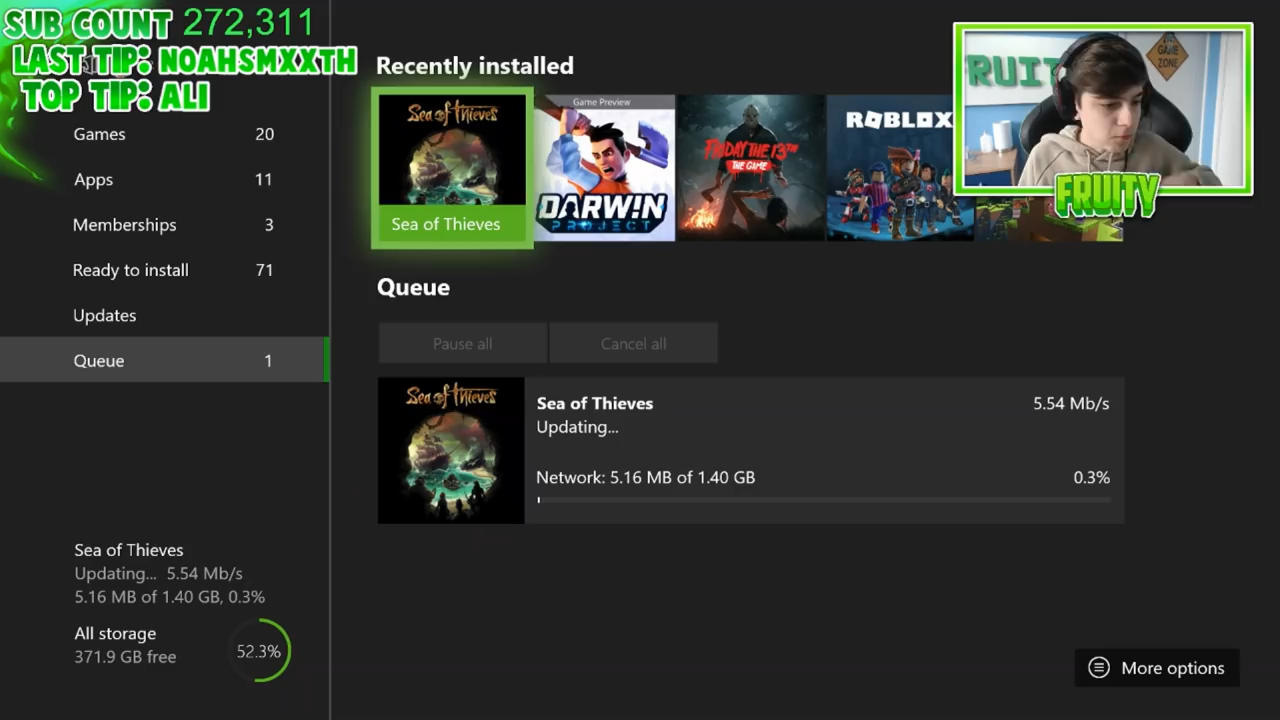 SUB COUNT 272,311
LAST TIP: NOAHSMXXTH
TOP TIP: ALI
Games 20
Apps 11
Memberships 3
Ready to install 71
Updates
Queue 1
Sea of Thieves
Updating... 5.54 Mb/s
5.16 MB of 1.40 GB, 0.3%
All storage
371.9 GB free
52.3%
Recently installed
Sea of Thieves
Sea of Thieves
Game Preview
DARWIN
PROJECT
FRIDAY THE 13TH
THE GAME
ROBLOX
Queue
Pause all
Cancel all
Sea of Thieves
Sea of Thieves
5.54 Mb/s
Updating...
Network: 5.16 MB of 1.40 GB
0.3%
More options
GAME
ZONE
FRUITY